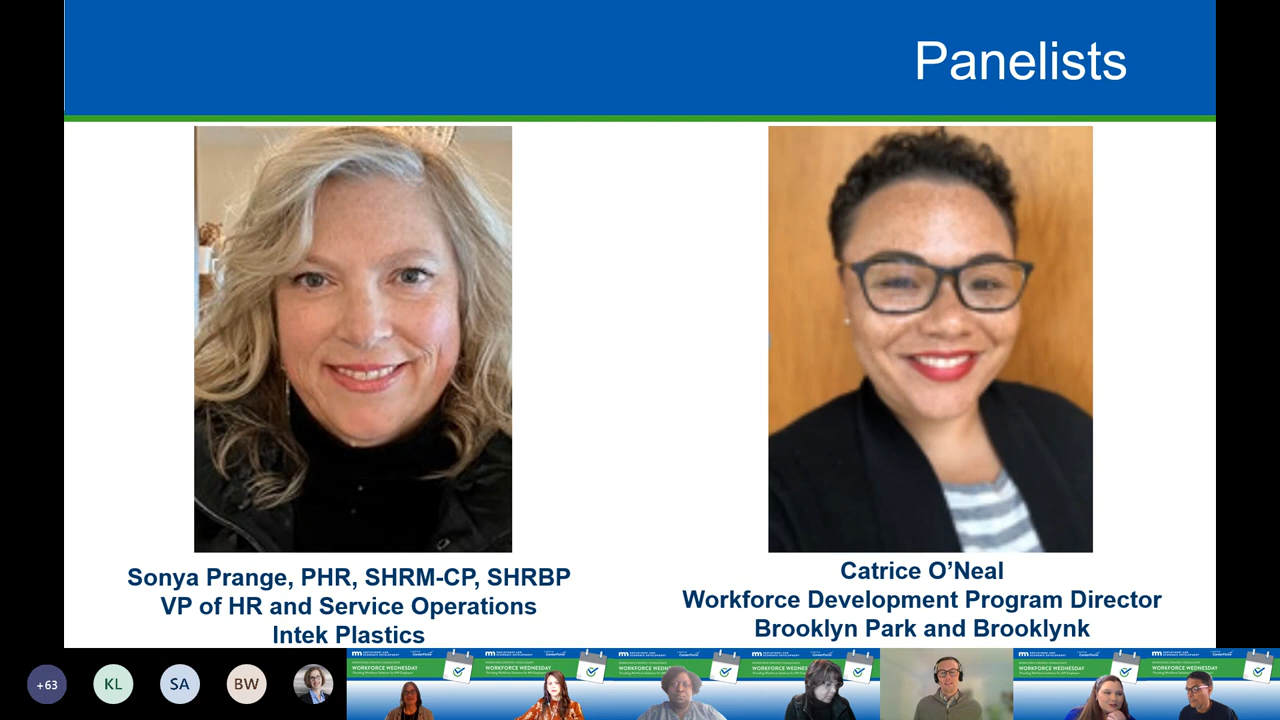 Panelists
Sonya Prange, PHR, SHRM-CP, SHRBP
VP of HR and Service Operations
Intek Plastics
Catrice O’Neal
Workforce Development Program Director
Brooklyn Park and Brooklynk
+63
KL
SA
BW
WORKFORCE WEDNESDAY
WORKFORCE WEDNESDAY
WORKFORCE
WORKFORCE
WORKFORCE WEDNESDAY
WORKFORCE WEDNESDAY